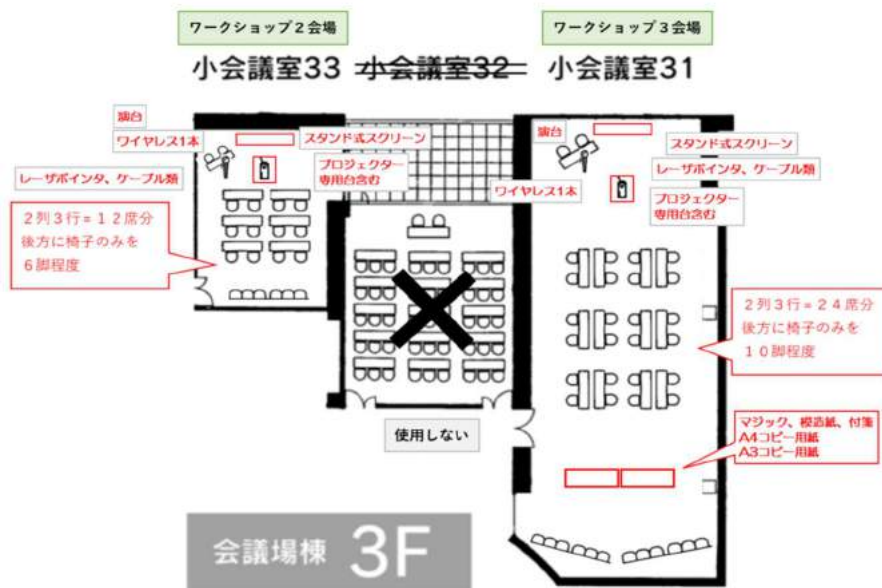 ワークショップ２会場
ワークショップ３会場
小会議室33
小会議室32
小会議室31
演台
ワイヤレス1本
スタンド式スクリーン
レーザポインタ、ケーブル類
プロジェクター
専用台含む
２列３行=１２席分
後方に椅子のみを
６脚程度
演台
スタンド式スクリーン
レーザポインタ、ケーブル類
ワイヤレス1本
プロジェクター
専用台含む
２列３行=２４席分
後方に椅子のみを
１０脚程度
使用しない
マジック、模造紙、付箋
A4コピー用紙
A3コピー用紙
会議場棟 3F